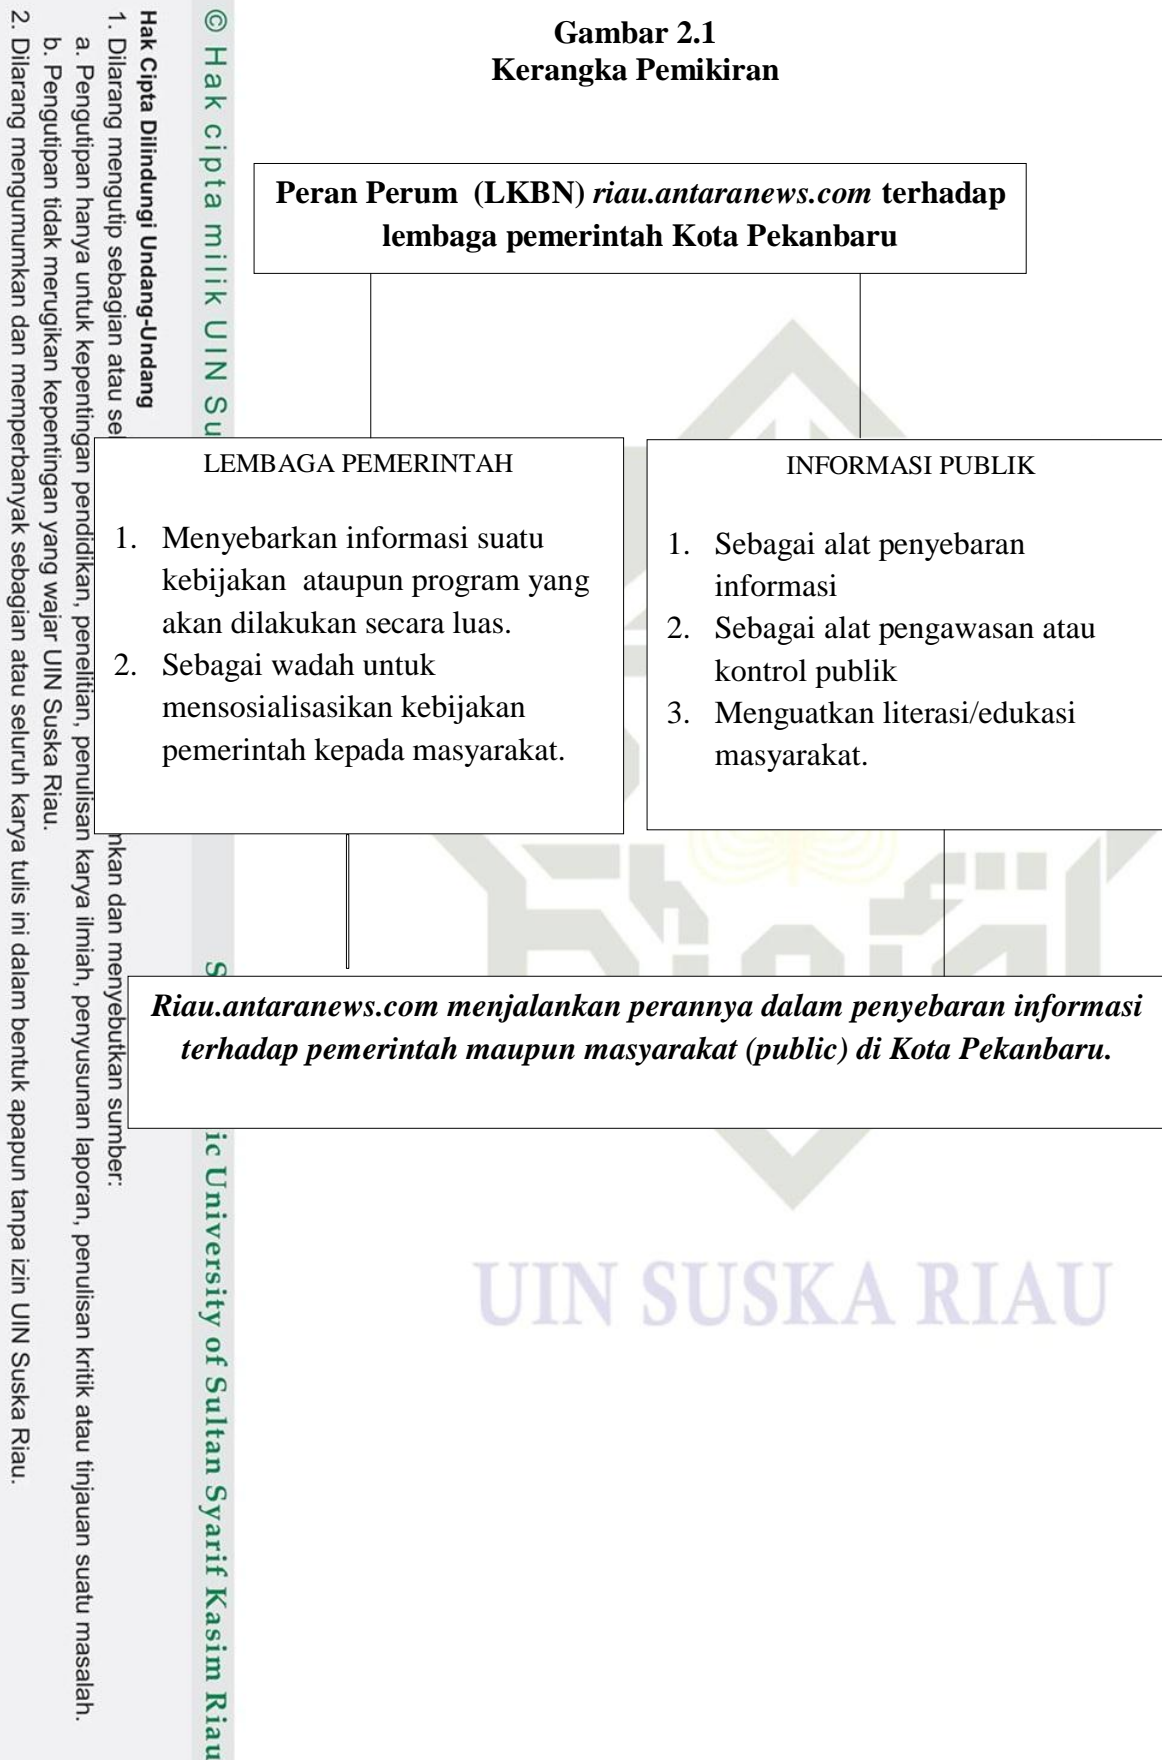 Gambar 2.1
Kerangka Pemikiran
Peran Perum (LKBN) riau.antaranews.com terhadap
lembaga pemerintah Kota Pekanbaru
LEMBAGA PEMERINTAH
1. Menyebarkan informasi suatu
kebijakan ataupun program yang
akan dilakukan secara luas.
2. Sebagai wadah untuk
mensosialisasikan kebijakan
pemerintah kepada masyarakat.
INFORMASI PUBLIK
1. Sebagai alat penyebaran
informasi
2. Sebagai alat pengawasan atau
kontrol publik
3. Menguatkan literasi/edukasi
masyarakat.
Riau.antaranews.com menjalankan perannya dalam penyebaran informasi
terhadap pemerintah maupun masyarakat (public) di Kota Pekanbaru.
UIN SUSKA RIAU
© Hak cipta milik UIN Su
ic University of Sultan Syarif Kasim Riau
Hak Cipta Dilindungi Undang-Undang
1. Dilarang mengutip sebagian atau se
nkan dan menyebutkan sumber:
a. Pengutipan hanya untuk kepentingan pendidikan, penelitian, penulisan karya ilmiah, penyusunan laporan, penulisan kritik atau tinjauan suatu masalah.
b. Pengutipan tidak merugikan kepentingan yang wajar UIN Suska Riau.
2. Dilarang mengumumkan dan memperbanyak sebagian atau seluruh karya tulis ini dalam bentuk apapun tanpa izin UIN Suska Riau.